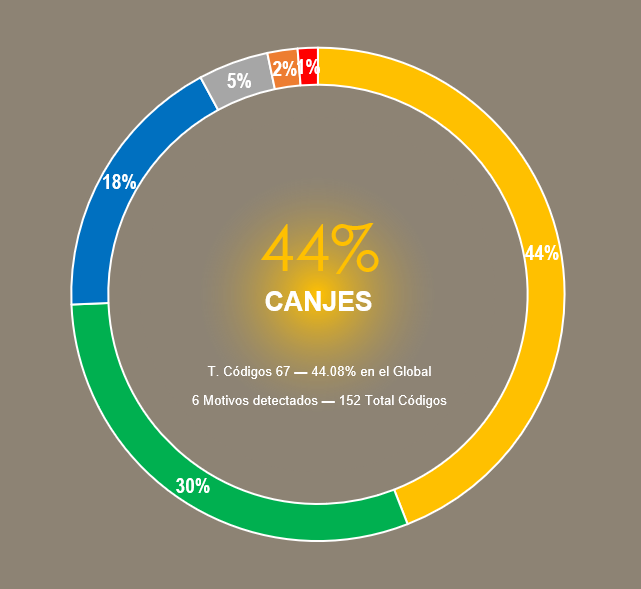 5%
2%
1%
18%
44%
44%
CANJES
T. Códigos 67 — 44.08% en el Global
6 Motivos detectados — 152 Total Códigos
30%